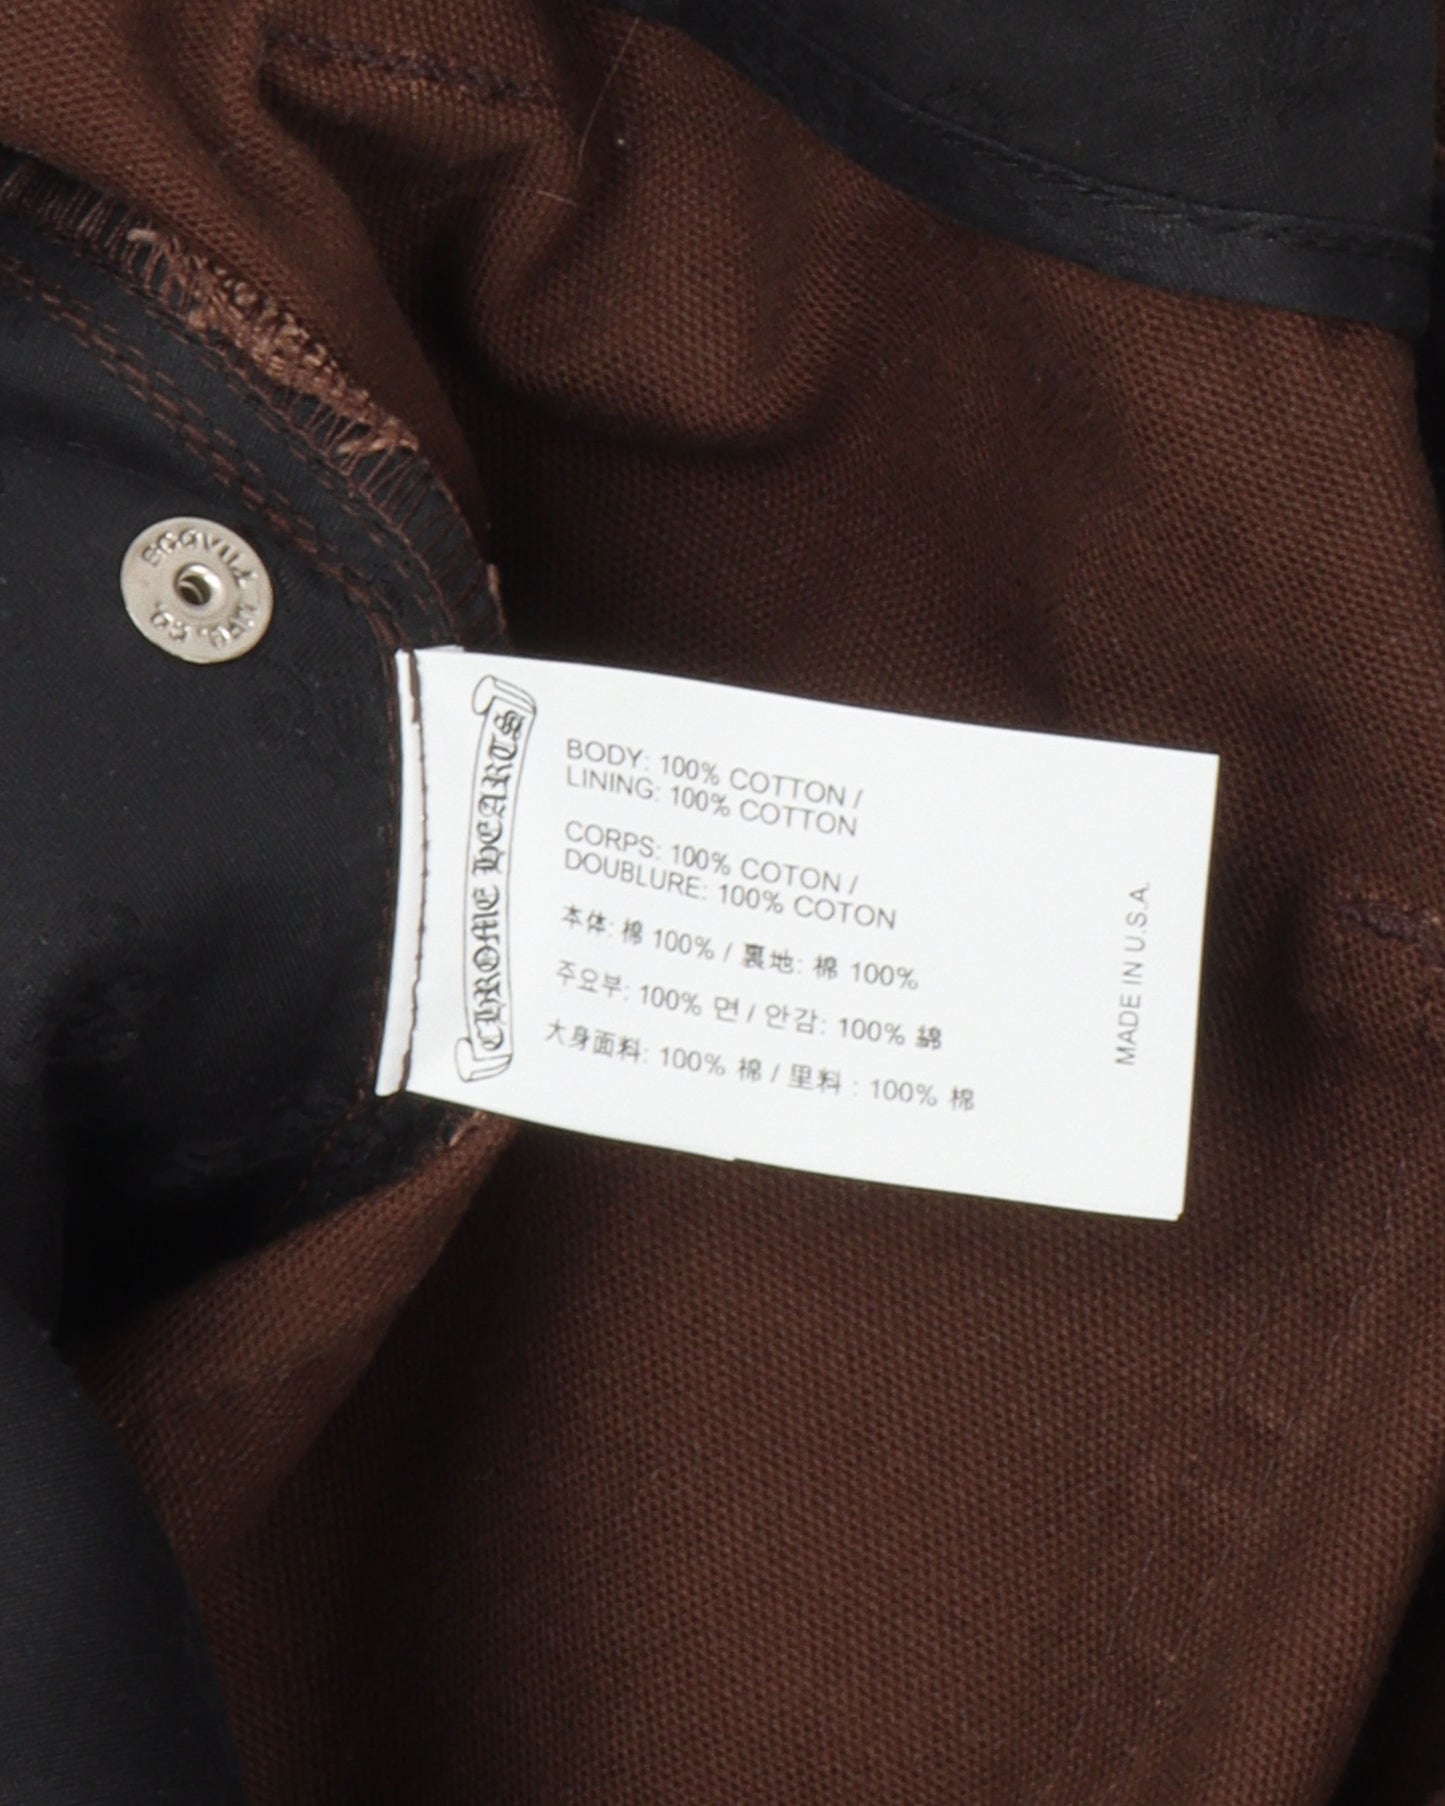 SCOVILL
MFG. CO.
CHROME HEARTS
BODY: 100% COTTON /
LINING: 100% COTTON
CORPS: 100% COTON /
DOUBLURE: 100% COTON
本体: 棉 100% / 裏地: 棉 100%
주요부: 100% 면 / 안감: 100% 綿
大身面料: 100% 棉 / 里料 : 100% 棉
MADE IN U.S.A.